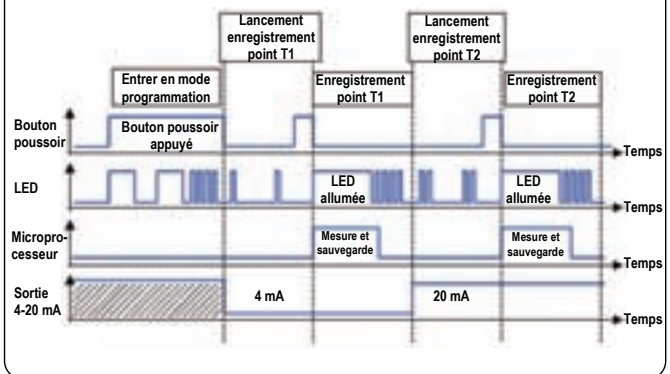 Lancement
enregistrement
point T1
Lancement
enregistrement
point T2
Entrer en mode
programmation
Enregistrement
point T1
Enregistrement
point T2
Bouton
poussoir
Bouton poussoir
appuyé
Temps
LED
LED
allumée
LED
allumée
Temps
Micropro-
cesseur
Mesure et
sauvegarde
Mesure et
sauvegarde
Temps
Sortie
4-20 mA
4 mA
20 mA
Temps